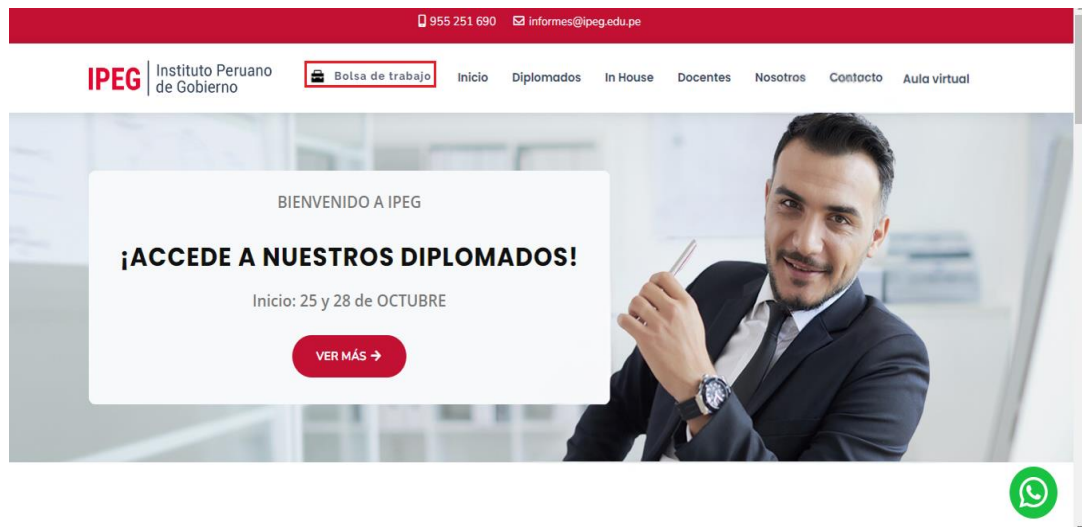 955 251 690 informes@ipeg.edu.pe
IPEG Instituto Peruano
de Gobierno
Bolsa de trabajo Inicio Diplomados In House Docentes Nosotros Contacto Aula virtual
BIENVENIDO A IPEG
¡ACCEDE A NUESTROS DIPLOMADOS!
Inicio: 25 y 28 de OCTUBRE
VER MÁS →